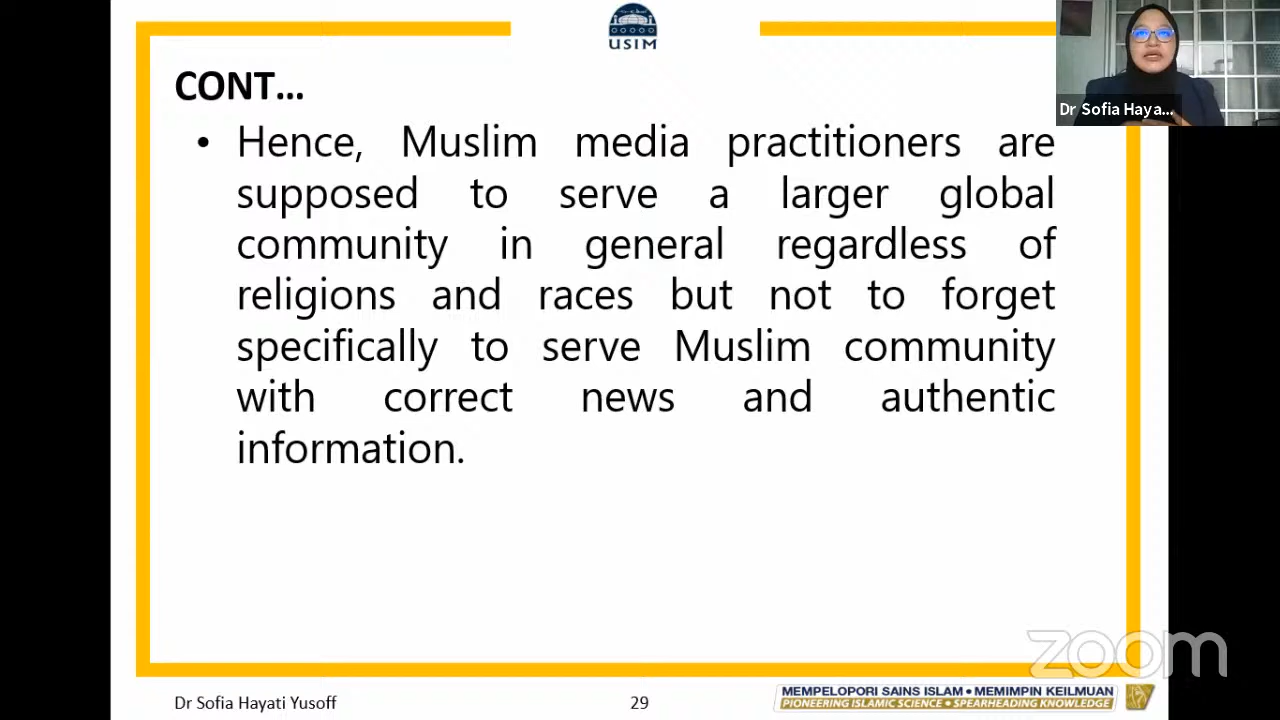 USIM
Dr Sofia Haya...
CONT...
• Hence, Muslim media practitioners are
supposed to serve a larger global
community in general regardless of
religions and races but not to forget
specifically to serve Muslim community
with correct news and authentic
information.
zoom
Dr Sofia Hayati Yusoff
29
MEMPELOPORI SAINS ISLAM • MEMIMPIN KEILMUAN
PIONEERING ISLAMIC SCIENCE • SPEARHEADING KNOWLEDGE